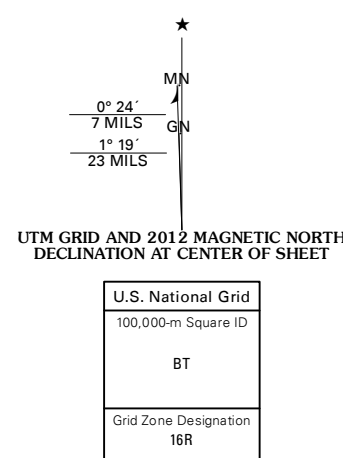 ★
MN
0° 24´
7 MILS
GN
1° 19´
23 MILS
UTM GRID AND 2012 MAGNETIC NORTH
DECLINATION AT CENTER OF SHEET
U.S. National Grid
100,000-m Square ID
BT
Grid Zone Designation
16R